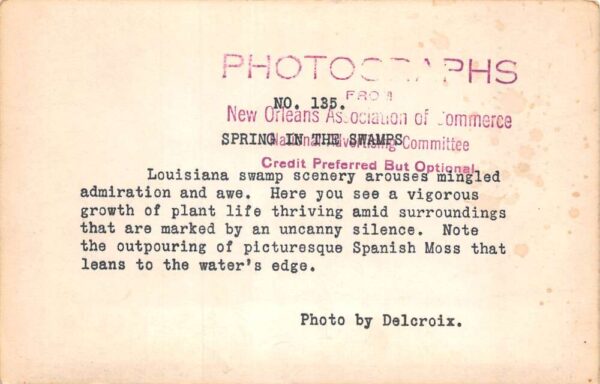 PHOTOGRAPHS
FROM
NO. 135.
New Orleans Association of Commerce
SPRING IN THE SWAMPS
National Advertising Committee
Credit Preferred But Optional
Louisiana swamp scenery arouses mingled
admiration and awe. Here you see a vigorous
growth of plant life thriving amid surroundings
that are marked by an uncanny silence. Note
the outpouring of picturesque Spanish Moss that
leans to the water's edge.
Photo by Delcroix.